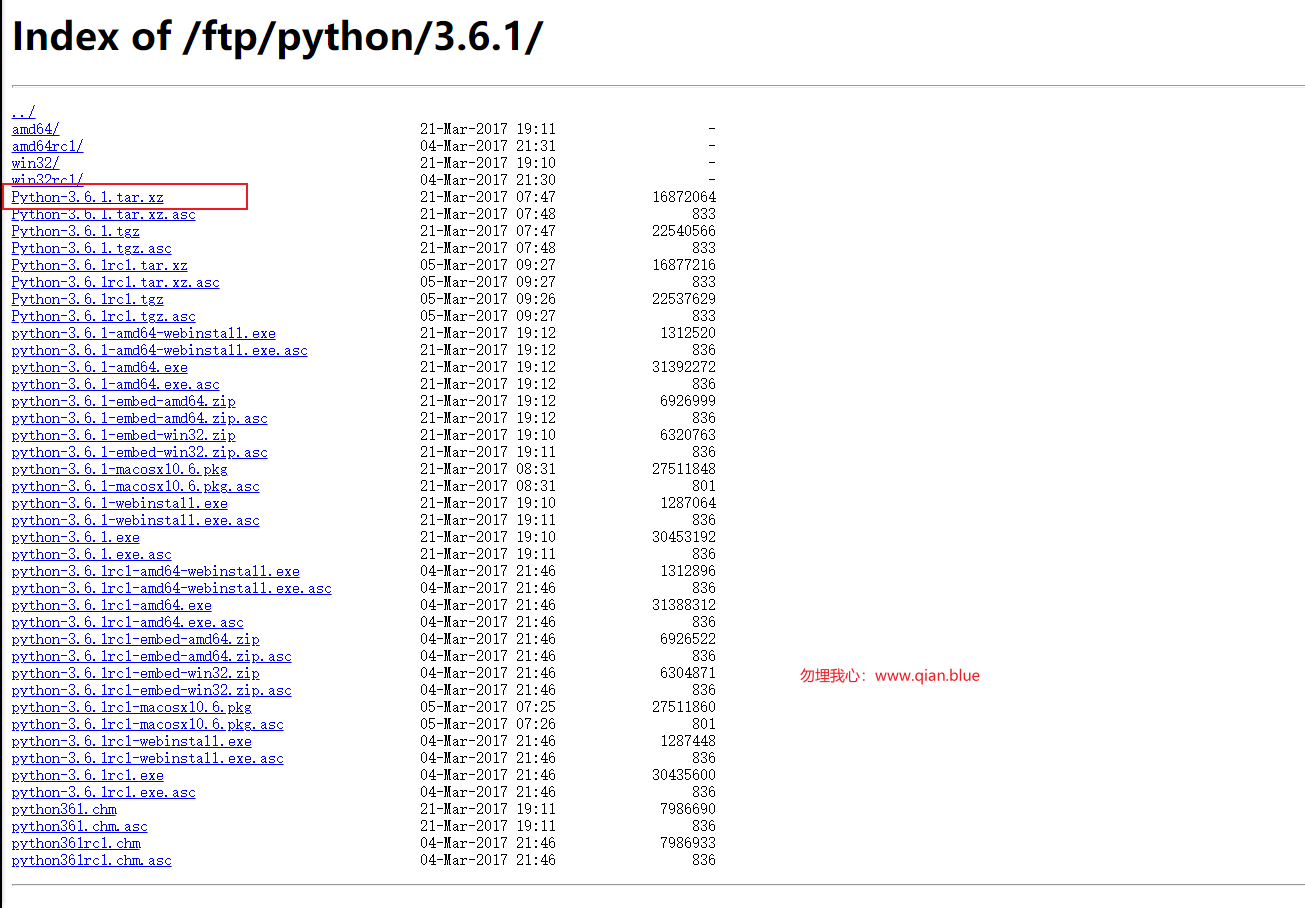 Index of /ftp/python/3.6.1/
../
amd64/ 21-Mar-2017 19:11 -
amd64rc1/ 04-Mar-2017 21:31 -
win32/ 21-Mar-2017 19:10 -
win32rc1/ 04-Mar-2017 21:30 -
Python-3.6.1.tar.xz 21-Mar-2017 07:47 16872064
Python-3.6.1.tar.xz.asc 21-Mar-2017 07:48 833
Python-3.6.1.tgz 21-Mar-2017 07:47 22540566
Python-3.6.1.tgz.asc 21-Mar-2017 07:48 833
Python-3.6.1rc1.tar.xz 05-Mar-2017 09:27 16877216
Python-3.6.1rc1.tar.xz.asc 05-Mar-2017 09:27 833
Python-3.6.1rc1.tgz 05-Mar-2017 09:26 22537629
Python-3.6.1rc1.tgz.asc 05-Mar-2017 09:27 833
python-3.6.1-amd64-webinstall.exe 21-Mar-2017 19:12 1312520
python-3.6.1-amd64-webinstall.exe.asc 21-Mar-2017 19:12 836
python-3.6.1-amd64.exe 21-Mar-2017 19:12 31392272
python-3.6.1-amd64.exe.asc 21-Mar-2017 19:12 836
python-3.6.1-embed-amd64.zip 21-Mar-2017 19:12 6926999
python-3.6.1-embed-amd64.zip.asc 21-Mar-2017 19:12 836
python-3.6.1-embed-win32.zip 21-Mar-2017 19:10 6320763
python-3.6.1-embed-win32.zip.asc 21-Mar-2017 19:11 836
python-3.6.1-macosx10.6.pkg 21-Mar-2017 08:31 27511848
python-3.6.1-macosx10.6.pkg.asc 21-Mar-2017 08:31 801
python-3.6.1-webinstall.exe 21-Mar-2017 19:10 1287064
python-3.6.1-webinstall.exe.asc 21-Mar-2017 19:11 836
python-3.6.1.exe 21-Mar-2017 19:10 30453192
python-3.6.1.exe.asc 21-Mar-2017 19:11 836
python-3.6.1rc1-amd64-webinstall.exe 04-Mar-2017 21:46 1312896
python-3.6.1rc1-amd64-webinstall.exe.asc 04-Mar-2017 21:46 836
python-3.6.1rc1-amd64.exe 04-Mar-2017 21:46 31388312
python-3.6.1rc1-amd64.exe.asc 04-Mar-2017 21:46 836
python-3.6.1rc1-embed-amd64.zip 04-Mar-2017 21:46 6926522
python-3.6.1rc1-embed-amd64.zip.asc 04-Mar-2017 21:46 836
python-3.6.1rc1-embed-win32.zip 04-Mar-2017 21:46 6304871
勿埋我心：www.qian.blue
python-3.6.1rc1-embed-win32.zip.asc 04-Mar-2017 21:46 836
python-3.6.1rc1-macosx10.6.pkg 05-Mar-2017 07:25 27511860
python-3.6.1rc1-macosx10.6.pkg.asc 05-Mar-2017 07:26 801
python-3.6.1rc1-webinstall.exe 04-Mar-2017 21:46 1287448
python-3.6.1rc1-webinstall.exe.asc 04-Mar-2017 21:46 836
python-3.6.1rc1.exe 04-Mar-2017 21:46 30435600
python-3.6.1rc1.exe.asc 04-Mar-2017 21:46 836
python361.chm 21-Mar-2017 19:11 7986690
python361.chm.asc 21-Mar-2017 19:11 836
python361rc1.chm 04-Mar-2017 21:46 7986933
python361rc1.chm.asc 04-Mar-2017 21:46 836